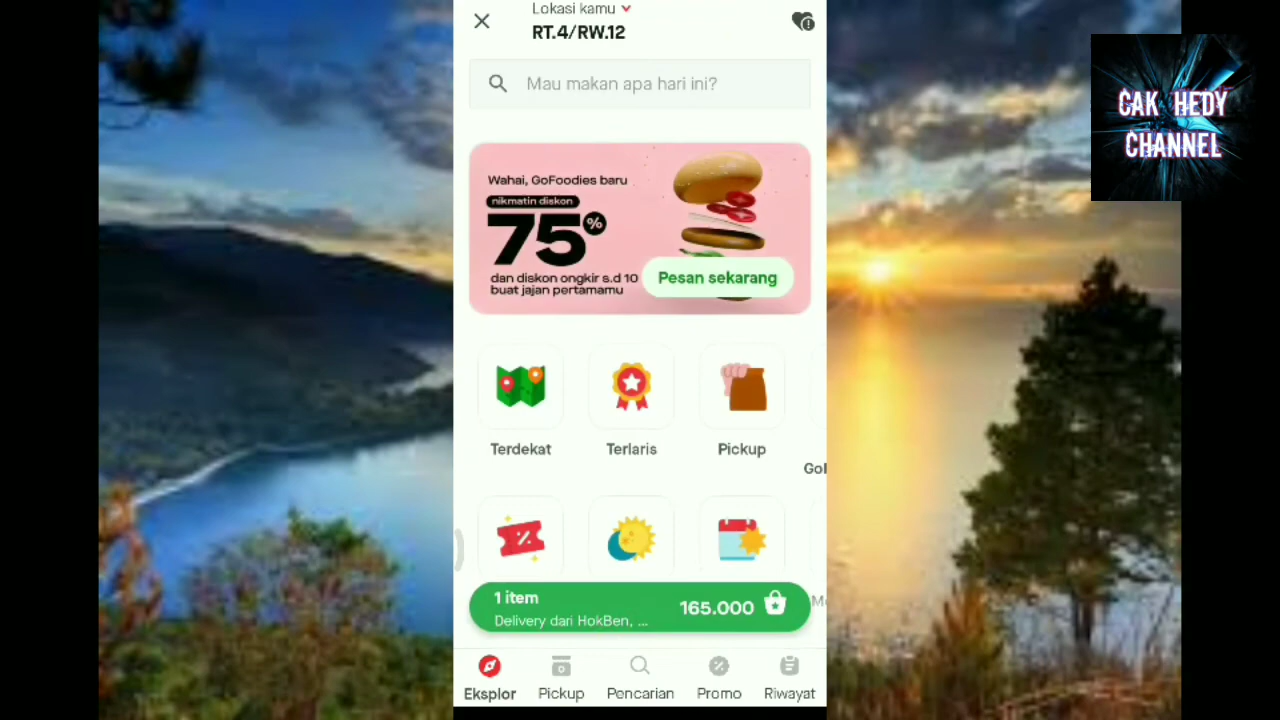 Lokasi kamu
RT.4/RW.12
Mau makan apa hari ini?
CAK HEDY
CHANNEL
Wahai, GoFoodies baru
nikmatin diskon
75%
dan diskon ongkir s.d 10
buat jajan pertamamu
Pesan sekarang
Terdekat
Terlaris
Pickup
1 item
165.000
Delivery dari HokBen, ...
Eksplor
Pickup
Pencarian
Promo
Riwayat